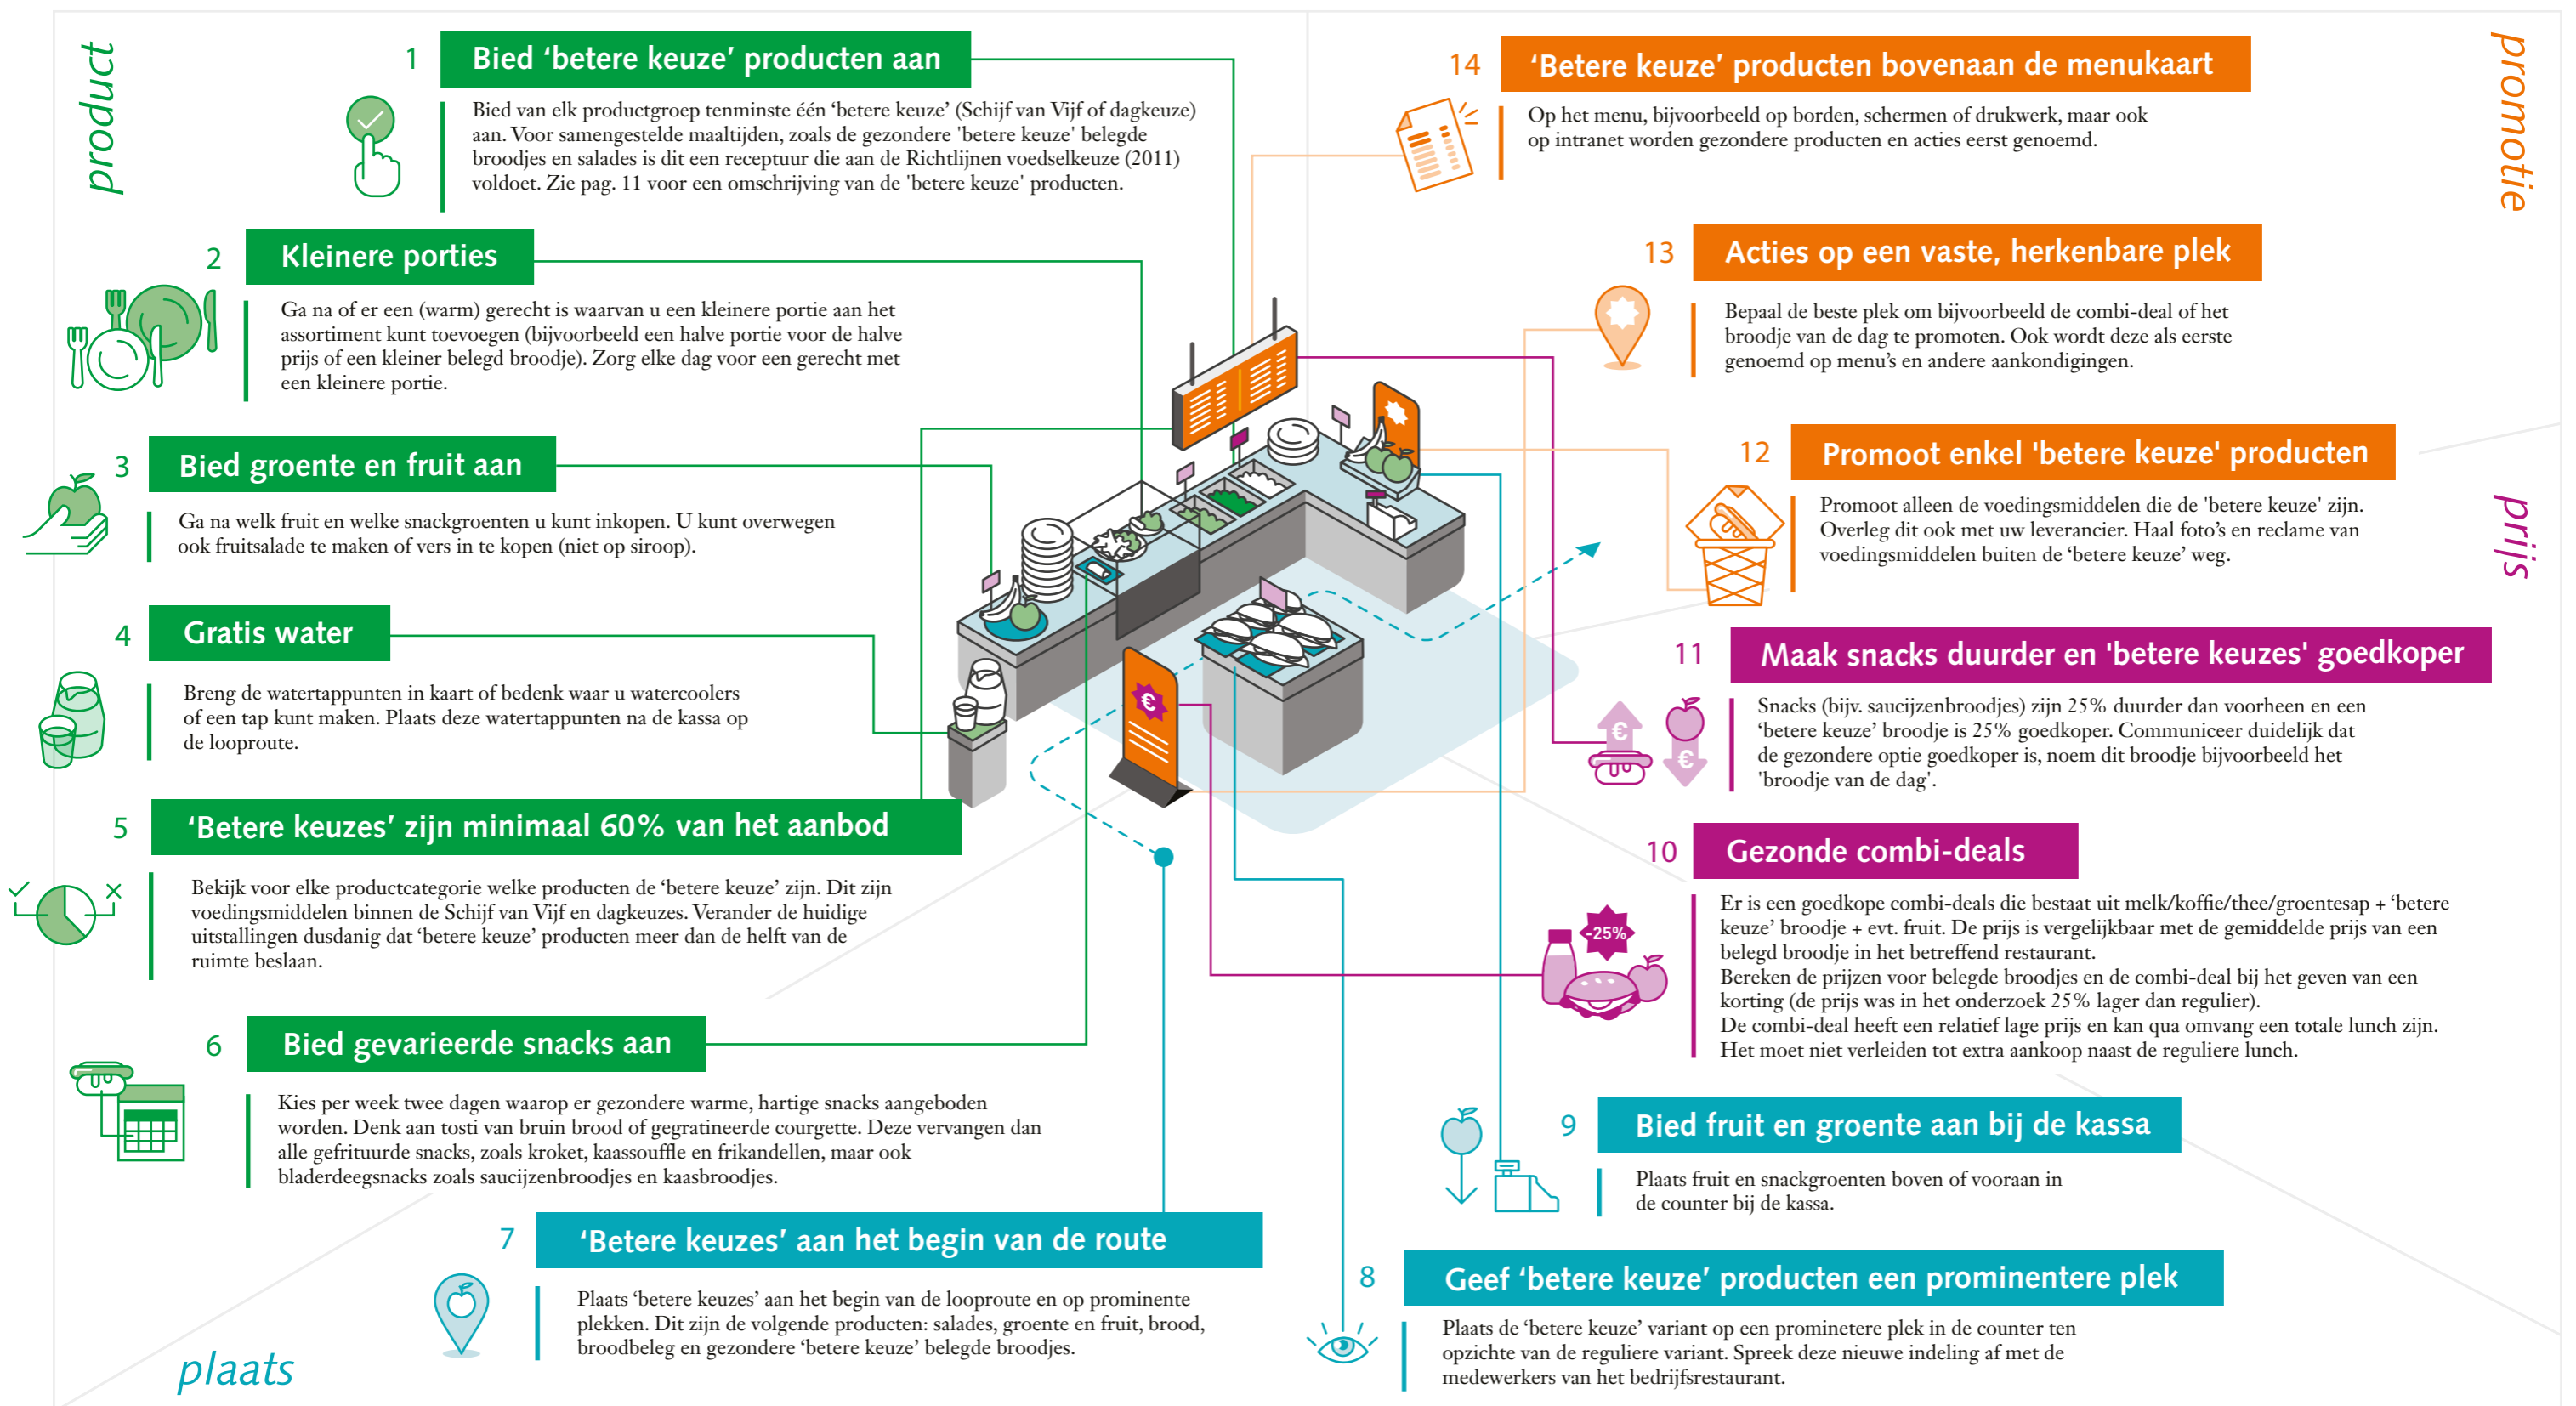 product
1
Bied ‘betere keuze’ producten aan
Bied van elk productgroep tenminste één ‘betere keuze’ (Schijf van Vijf of dagkeuze)
aan. Voor samengestelde maaltijden, zoals de gezondere 'betere keuze' belegde
broodjes en salades is dit een receptuur die aan de Richtlijnen voedselkeuze (2011)
voldoet. Zie pag. 11 voor een omschrijving van de 'betere keuze' producten.
2
Kleinere porties
Ga na of er een (warm) gerecht is waarvan u een kleinere portie aan het
assortiment kunt toevoegen (bijvoorbeeld een halve portie voor de halve
prijs of een kleiner belegd broodje). Zorg elke dag voor een gerecht met
een kleinere portie.
3
Bied groente en fruit aan
Ga na welk fruit en welke snackgroenten u kunt inkopen. U kunt overwegen
ook fruitsalade te maken of vers in te kopen (niet op siroop).
4
Gratis water
Breng de watertappunten in kaart of bedenk waar u watercoolers
of een tap kunt maken. Plaats deze watertappunten na de kassa op
de looproute.
5
‘Betere keuzes’ zijn minimaal 60% van het aanbod
Bekijk voor elke productcategorie welke producten de ‘betere keuze’ zijn. Dit zijn
voedingsmiddelen binnen de Schijf van Vijf en dagkeuzes. Verander de huidige
uitstallingen dusdanig dat ‘betere keuze’ producten meer dan de helft van de
ruimte beslaan.
6
Bied gevarieerde snacks aan
Kies per week twee dagen waarop er gezondere warme, hartige snacks aangeboden
worden. Denk aan tosti van bruin brood of gegratineerde courgette. Deze vervangen dan
alle gefrituurde snacks, zoals kroket, kaassouffle en frikandellen, maar ook
bladerdeegsnacks zoals saucijzenbroodjes en kaasbroodjes.
plaats
7
‘Betere keuzes’ aan het begin van de route
Plaats ‘betere keuzes’ aan het begin van de looproute en op prominente
plekken. Dit zijn de volgende producten: salades, groente en fruit, brood,
broodbeleg en gezondere ‘betere keuze’ belegde broodjes.
8
Geef ‘betere keuze’ producten een prominentere plek
Plaats de ‘betere keuze’ variant op een prominetere plek in de counter ten
opzichte van de reguliere variant. Spreek deze nieuwe indeling af met de
medewerkers van het bedrijfsrestaurant.
9
Bied fruit en groente aan bij de kassa
Plaats fruit en snackgroenten boven of vooraan in
de counter bij de kassa.
prijs
10
Gezonde combi-deals
-25%
Er is een goedkope combi-deals die bestaat uit melk/koffie/thee/groentesap + ‘betere
keuze’ broodje + evt. fruit. De prijs is vergelijkbaar met de gemiddelde prijs van een
belegd broodje in het betreffend restaurant.
Bereken de prijzen voor belegde broodjes en de combi-deal bij het geven van een
korting (de prijs was in het onderzoek 25% lager dan regulier).
De combi-deal heeft een relatief lage prijs en kan qua omvang een totale lunch zijn.
Het moet niet verleiden tot extra aankoop naast de reguliere lunch.
11
Maak snacks duurder en 'betere keuzes' goedkoper
€
€
Snacks (bijv. saucijzenbroodjes) zijn 25% duurder dan voorheen en een
‘betere keuze’ broodje is 25% goedkoper. Communiceer duidelijk dat
de gezondere optie goedkoper is, noem dit broodje bijvoorbeeld het
'broodje van de dag'.
promotie
12
Promoot enkel 'betere keuze' producten
Promoot alleen de voedingsmiddelen die de 'betere keuze' zijn.
Overleg dit ook met uw leverancier. Haal foto’s en reclame van
voedingsmiddelen buiten de ‘betere keuze’ weg.
13
Acties op een vaste, herkenbare plek
Bepaal de beste plek om bijvoorbeeld de combi-deal of het
broodje van de dag te promoten. Ook wordt deze als eerste
genoemd op menu’s en andere aankondigingen.
14
‘Betere keuze’ producten bovenaan de menukaart
Op het menu, bijvoorbeeld op borden, schermen of drukwerk, maar ook
op intranet worden gezondere producten en acties eerst genoemd.
€